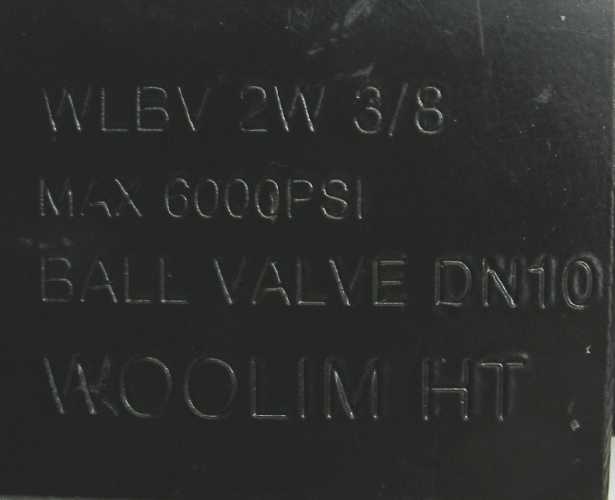 WLBV 2W 3/8
MAX 6000PSI
BALL VALVE DN10
WOOLIM HT